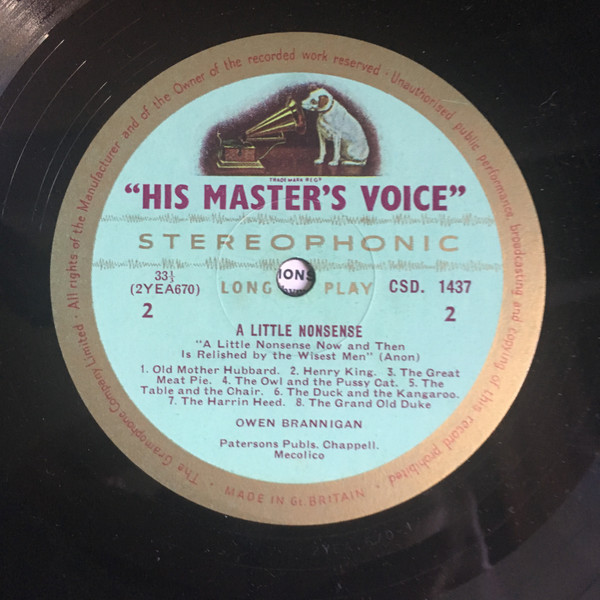 · All rights of the Manufacturer and of the Owner of the recorded work reserved · Unauthorised public performance, broadcasting and copying of this record prohibited · The Gramophone Company Limited ·
TRADE MARK REGD
"HIS MASTER'S VOICE"
STEREOPHONIC
33⅓ LONG IONS PLAY CSD. 1437
(2YEA670)
2 2
A LITTLE NONSENSE
"A Little Nonsense Now and Then
Is Relished by the Wisest Men" (Anon)
1. Old Mother Hubbard. 2. Henry King. 3. The Great
Meat Pie. 4. The Owl and the Pussy Cat. 5. The
Table and the Chair. 6. The Duck and the Kangaroo.
7. The Harrin Heed. 8. The Grand Old Duke
OWEN BRANNIGAN
Patersons Publs. Chappell.
Mecolico
MADE IN Gt. BRITAIN